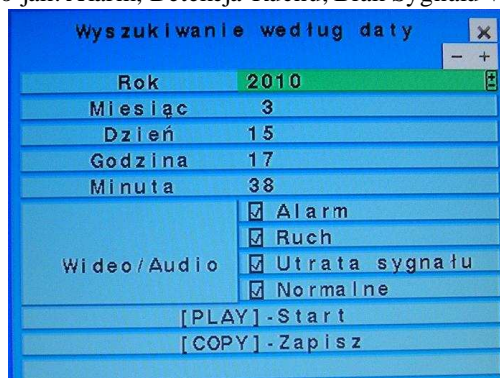 Wyszukiwanie według daty
Rok 2010
Miesiąc 3
Dzień 15
Godzina 17
Minuta 38
Wideo/Audio
Alarm
Ruch
Utrata sygnału
Normalne
[PLAY]-Start
[COPY]-Zapisz